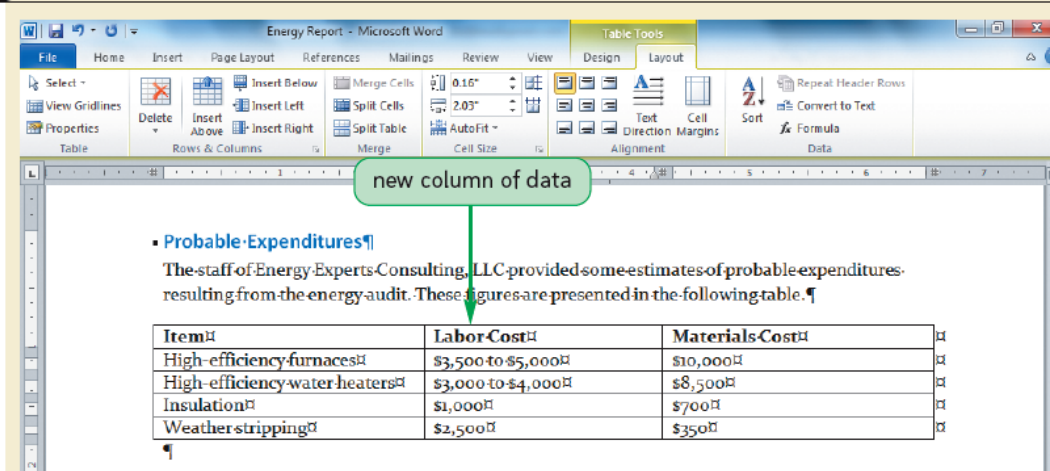 Energy Report - Microsoft Word Table Tools
File Home Insert Page Layout References Mailings Review View Design Layout
Select Insert Below Merge Cells 0.16" Repeat Header Rows
View Gridlines Delete Insert Above Insert Left Split Cells 2.03" Text Direction Cell Margins Sort Convert to Text
Properties Insert Right Split Table AutoFit Formula
Table Rows & Columns Merge Cell Size Alignment Data
L 1 4 5 6 7
new column of data
Probable·Expenditures¶
The·staff·of·Energy·Experts·Consulting,·LLC·provided·some·estimates·of·probable·expenditures·
resulting·from·the·energy·audit.·These·figures·are·presented·in·the·following·table.¶
Item¤ Labor·Cost¤ Materials·Cost¤ ¤
High-efficiency·furnaces¤ $3,500·to·$5,000¤ $10,000¤ ¤
High-efficiency·water·heaters¤ $3,000·to·$4,000¤ $8,500¤ ¤
Insulation¤ $1,000¤ $700¤ ¤
Weather·stripping¤ $2,500¤ $350¤ ¤
¶